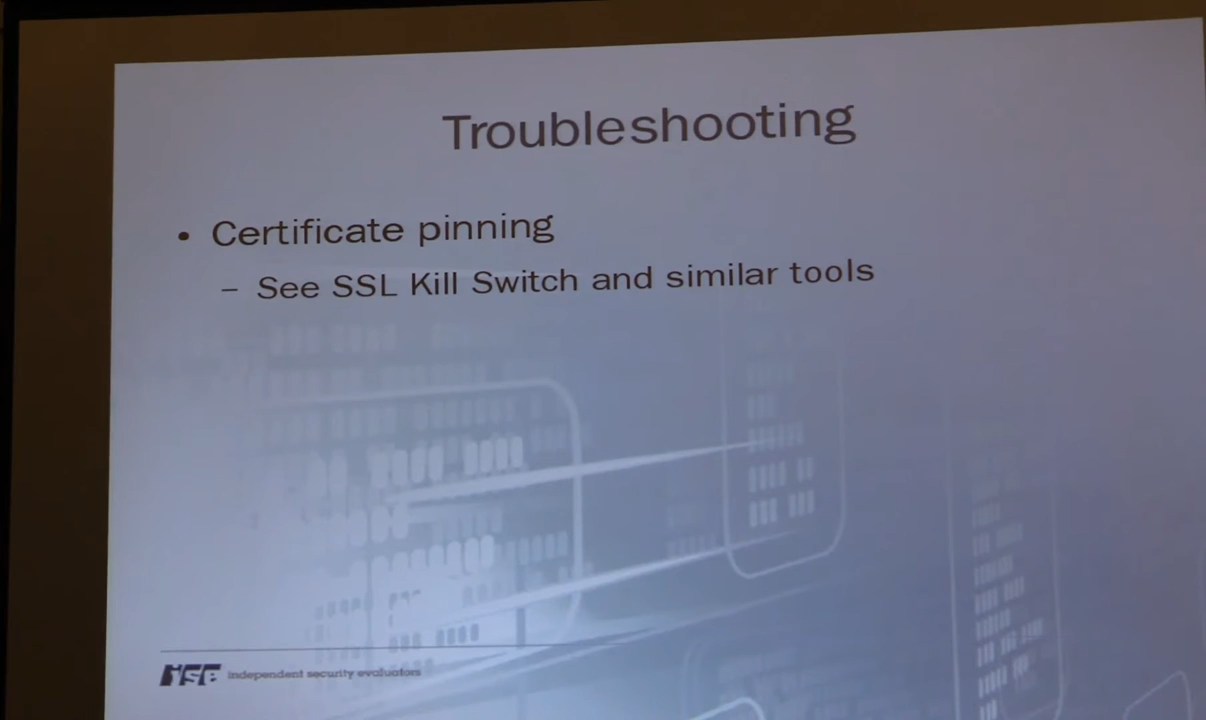 Troubleshooting
• Certificate pinning
– See SSL Kill Switch and similar tools
ise independent security evaluators